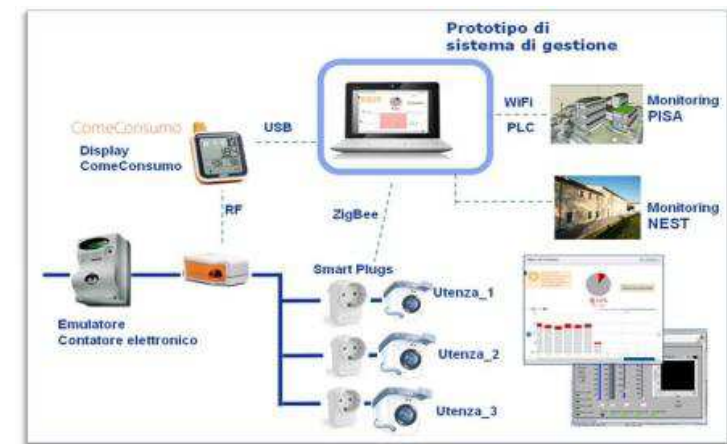 Prototipo di
sistema di gestione
ComeConsumo
Display
ComeConsumo
USB
WiFi
PLC
Monitoring
PISA
RF
ZigBee
Monitoring
NEST
Smart Plugs
Utenza_1
Emulatore
Contatore elettronico
Utenza_2
Utenza_3